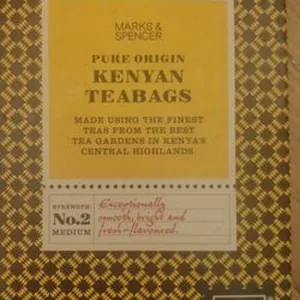 MARKS &
SPENCER
PURE ORIGIN
KENYAN
TEABAGS
MADE USING THE FINEST
TEAS FROM THE BEST
TEA GARDENS IN KENYA'S
CENTRAL HIGHLANDS.
STRENGTH:
No.2
MEDIUM
Exceptionally
smooth, bright and
fresh-flavoured.